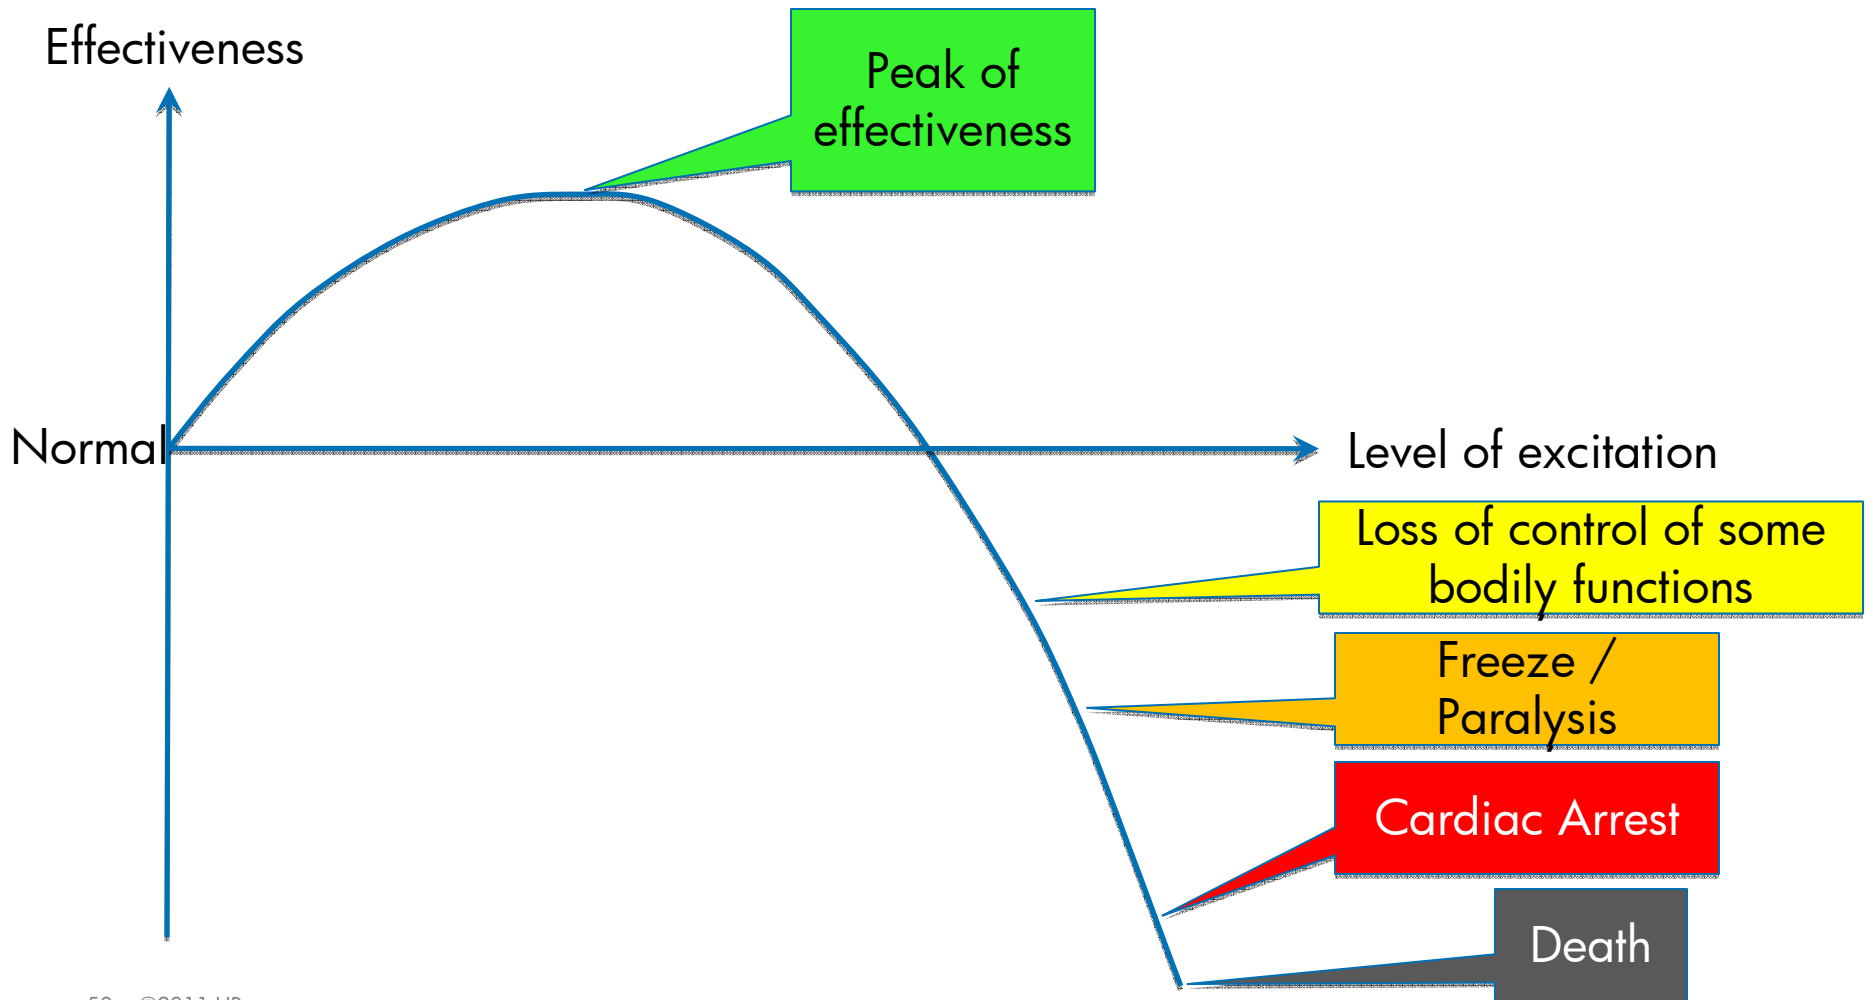 Effectiveness
Peak of
effectiveness
Normal
Level of excitation
Loss of control of some
bodily functions
Freeze /
Paralysis
Cardiac Arrest
Death